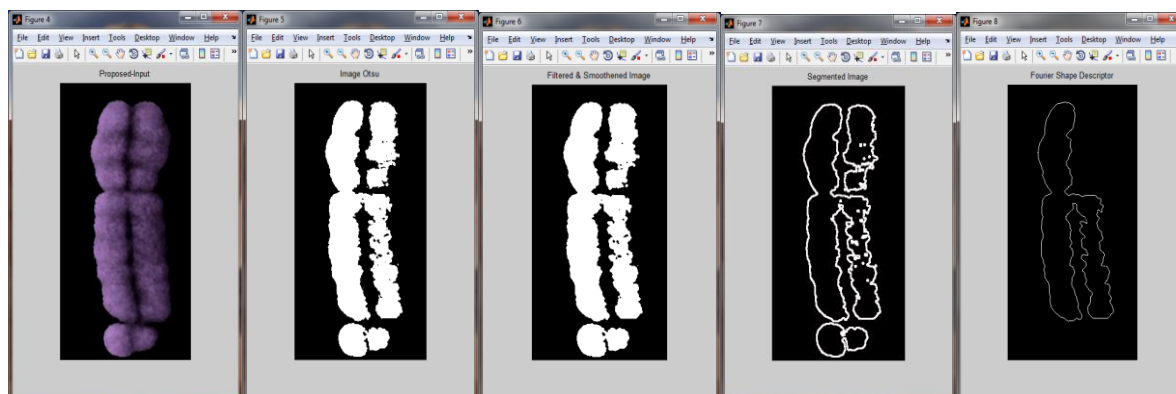 Figure 4
File Edit View Insert Tools Desktop Window Help
Proposed-Input
Figure 5
File Edit View Insert Tools Desktop Window Help
Image Otsu
Figure 6
File Edit View Insert Tools Desktop Window Help
Filtered & Smoothened Image
Figure 7
File Edit View Insert Tools Desktop Window Help
Segmented Image
Figure 8
File Edit View Insert Tools Desktop Window Help
Fourier Shape Descriptor